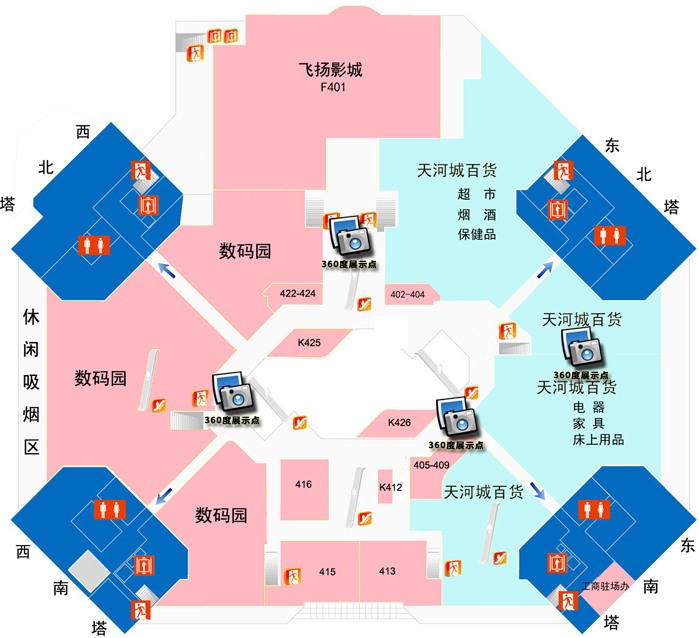 飞扬影城
F401
西
北
塔
东
北
塔
天河城百货
超 市
烟 酒
保健品
数码园
360度展示点
422-424
402-404
休
闲
吸
烟
区
K425
天河城百货
数码园
360度展示点
天河城百货
电 器
家 具
床上用品
360度展示点
K426
360度展示点
405-409
416
K412
天河城百货
数码园
西
南
塔
415
413
工商驻场办
东
南
塔